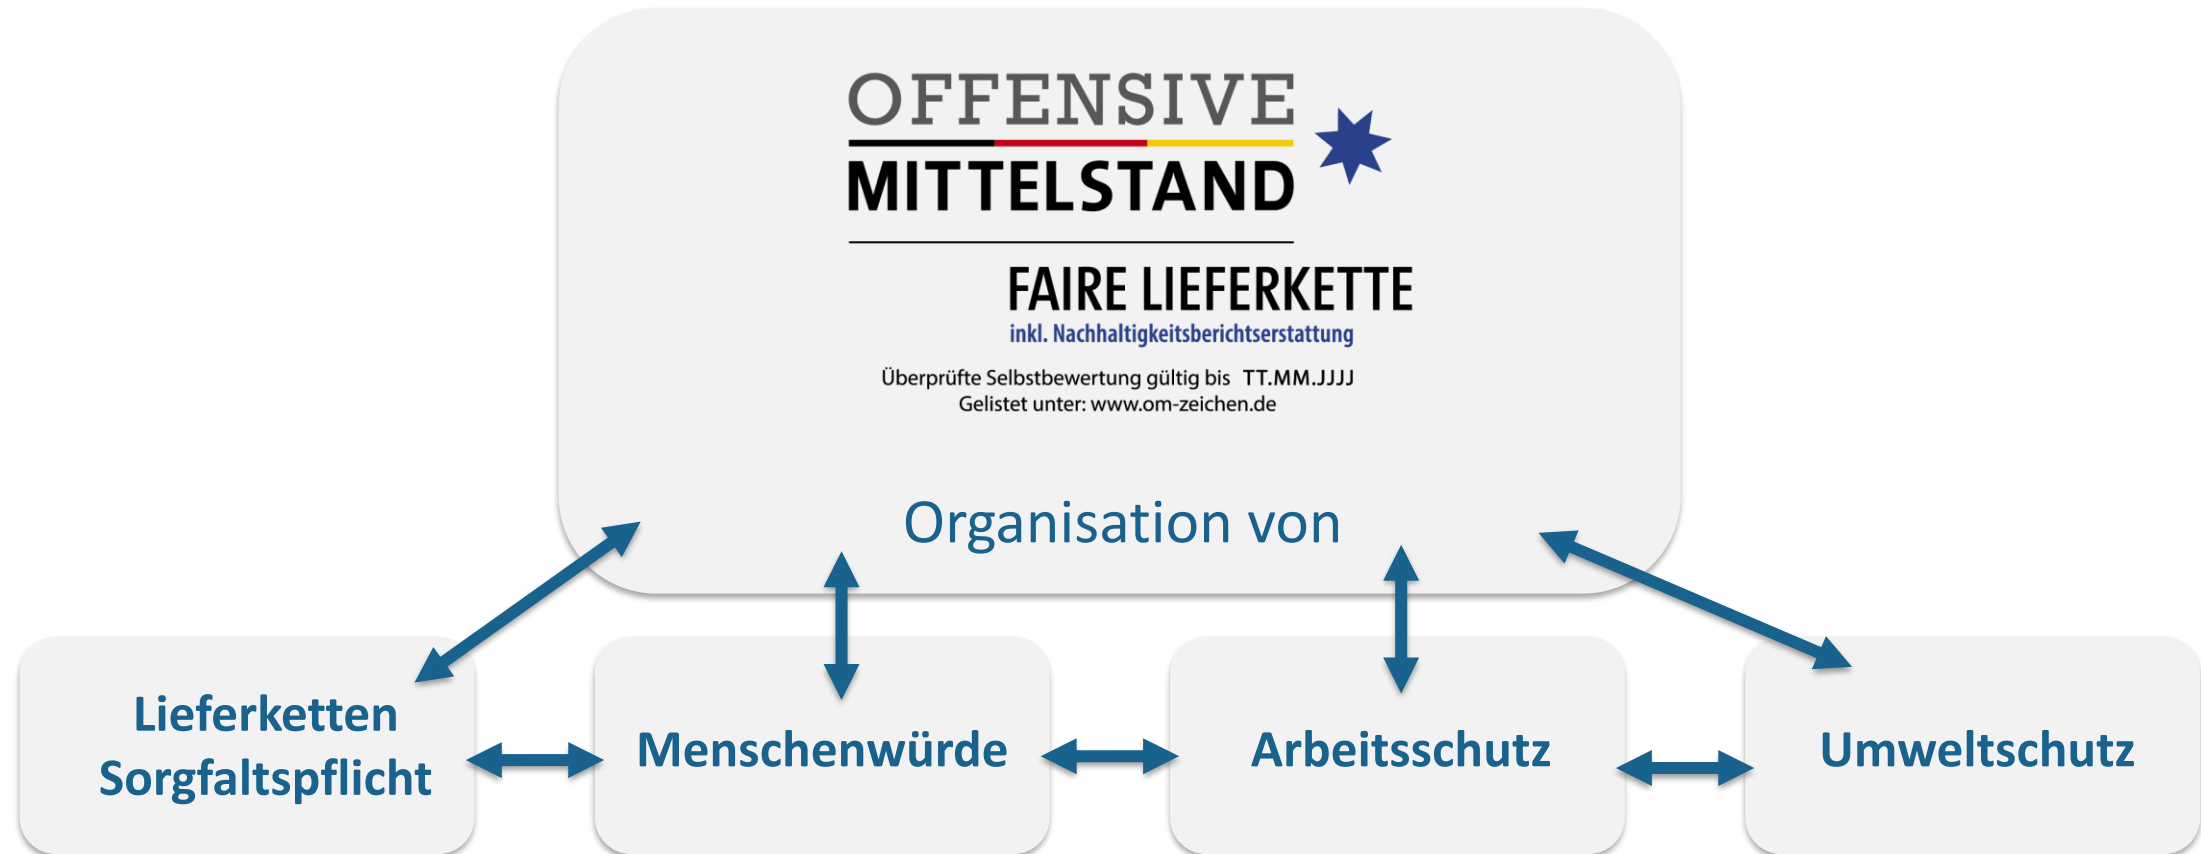 OFFENSIVE
MITTELSTAND
FAIRE LIEFERKETTE
inkl. Nachhaltigkeitsberichtserstattung
Überprüfte Selbstbewertung gültig bis TT.MM.JJJJ
Gelistet unter: www.om-zeichen.de
Organisation von
Lieferketten
Sorgfaltspflicht
Menschenwürde
Arbeitsschutz
Umweltschutz